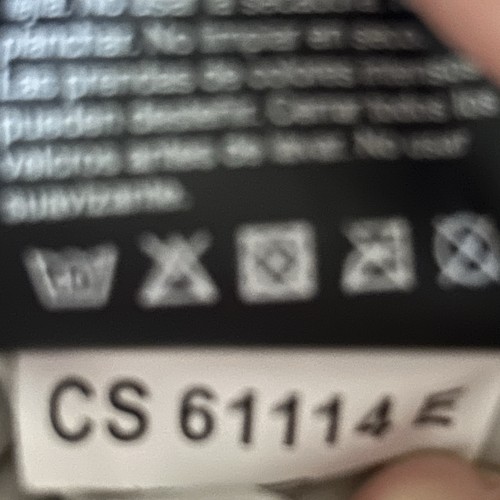 planchar. No limpiar en seco.
Las prendas de colores intensos
pueden desteñir. Cerrar todos los
velcros antes de lavar. No usar
suavizante.
CS 61114 E